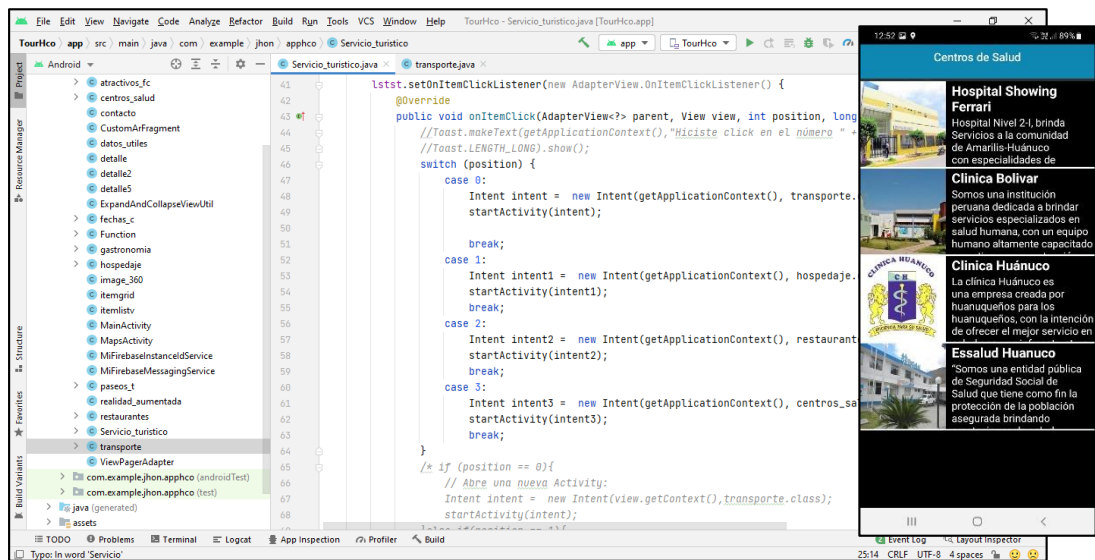 File Edit View Navigate Code Analyze Refactor Build Run Tools VCS Window Help TourHco - Servicio_turistico.java [TourHco.app]
TourHco app src main java com example jhon apphco Servicio_turistico
app TourHco
Android
Servicio_turistico.java transporte.java
Project
Resource Manager
Structure
Favorites
Build Variants
atractivos_fc
centros_salud
contacto
CustomArFragment
datos_utiles
detalle
detalle2
detalle5
ExpandAndCollapseViewUtil
fechas_c
Function
gastronomia
hospedaje
image_360
itemgrid
itemlistv
MainActivity
MapsActivity
MiFirebaseInstanceIdService
MiFirebaseMessagingService
paseos_t
realidad_aumentada
restaurantes
Servicio_turistico
transporte
ViewPagerAdapter
com.example.jhon.apphco (androidTest)
com.example.jhon.apphco (test)
java (generated)
assets
41 lstst.setOnItemClickListener(new AdapterView.OnItemClickListener() {
42 @Override
43 public void onItemClick(AdapterView<?> parent, View view, int position, long
44 //Toast.makeText(getApplicationContext(),"Hiciste click en el número " +
45 //Toast.LENGTH_LONG).show();
46 switch (position) {
47 case 0:
48 Intent intent = new Intent(getApplicationContext(), transporte.
49 startActivity(intent);
50
51 break;
52 case 1:
53 Intent intent1 = new Intent(getApplicationContext(), hospedaje.
54 startActivity(intent1);
55 break;
56 case 2:
57 Intent intent2 = new Intent(getApplicationContext(), restaurant
58 startActivity(intent2);
59 break;
60 case 3:
61 Intent intent3 = new Intent(getApplicationContext(), centros_sa
62 startActivity(intent3);
63 break;
64 }
65 /* if (position == 0){
66 // Abre una nueva Activity:
67 Intent intent = new Intent(view.getContext(),transporte.class);
68 startActivity(intent);
TODO Problems Terminal Logcat App Inspection Profiler Build Event Log Layout Inspector
Typo: In word 'Servicio' 25:14 CRLF UTF-8 4 spaces
12:52 89%
Centros de Salud
Hospital Showing
Ferrari
Hospital Nivel 2-I, brinda
Servicios a la comunidad
de Amarilis-Huánuco
con especialidades de
Clinica Bolivar
Somos una institución
peruana dedicada a brindar
servicios especializados en
salud humana, con un equipo
humano altamente capacitado
CLINICA HUANUCO
C H
Clinica Huánuco
La clínica Huánuco es
una empresa creada por
huanuqueños para los
huanuqueños, con la intención
de ofrecer el mejor servicio en
Essalud Huanuco
"Somos una entidad pública
de Seguridad Social de
Salud que tiene como fin la
protección de la población
asegurada brindando